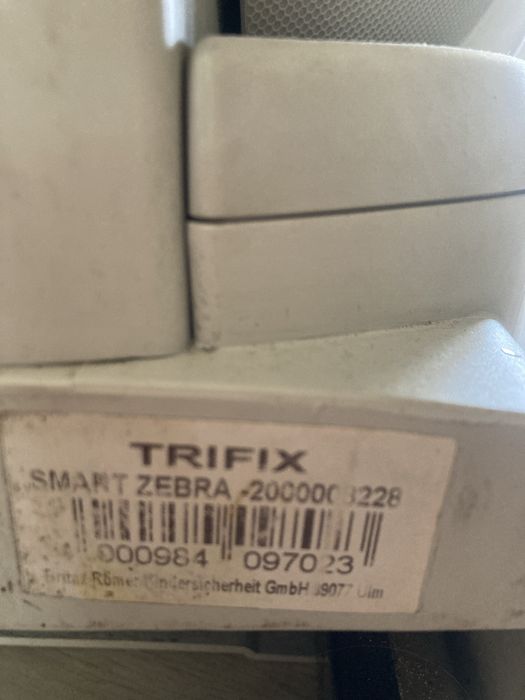 TRIFIX
SMART ZEBRA -2000008228
000984 097023
Britax Römer Kindersicherheit GmbH 89077 Ulm